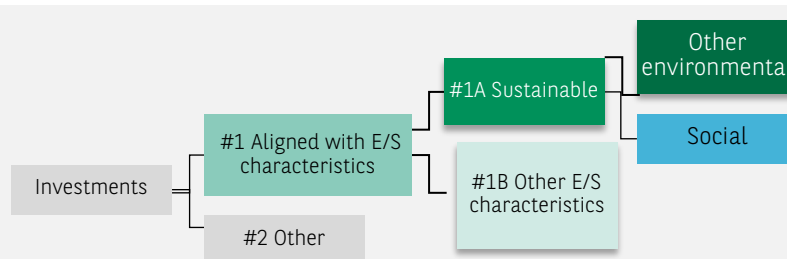 Other
environmenta
#1A Sustainable
#1 Aligned with E/S
characteristics
Social
#1B Other E/S
characteristics
Investments
#2 Other